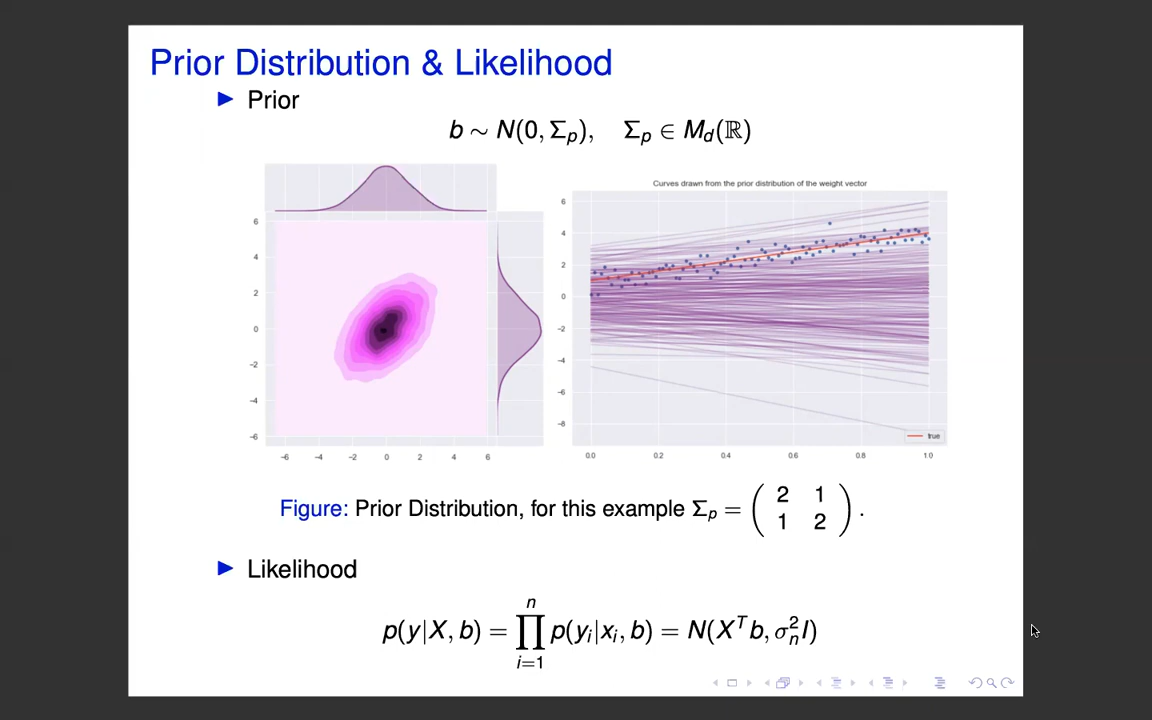 Prior Distribution & Likelihood
▶ Prior
b ∼ N(0, Σ_p), Σ_p ∈ M_d(ℝ)
Curves drawn from the prior distribution of the weight vector
6
4
2
0
-2
-4
-6
-6 -4 -2 0 2 4 6
6
4
2
0
-2
-4
-6
-8
true
0.0 0.2 0.4 0.6 0.8 1.0
Figure: Prior Distribution, for this example Σ_p = ( 2 1
1 2 ) .
▶ Likelihood
p(y|X, b) = ∏_{i=1}^{n} p(y_i|x_i, b) = N(X^T b, σ_n^2 I)